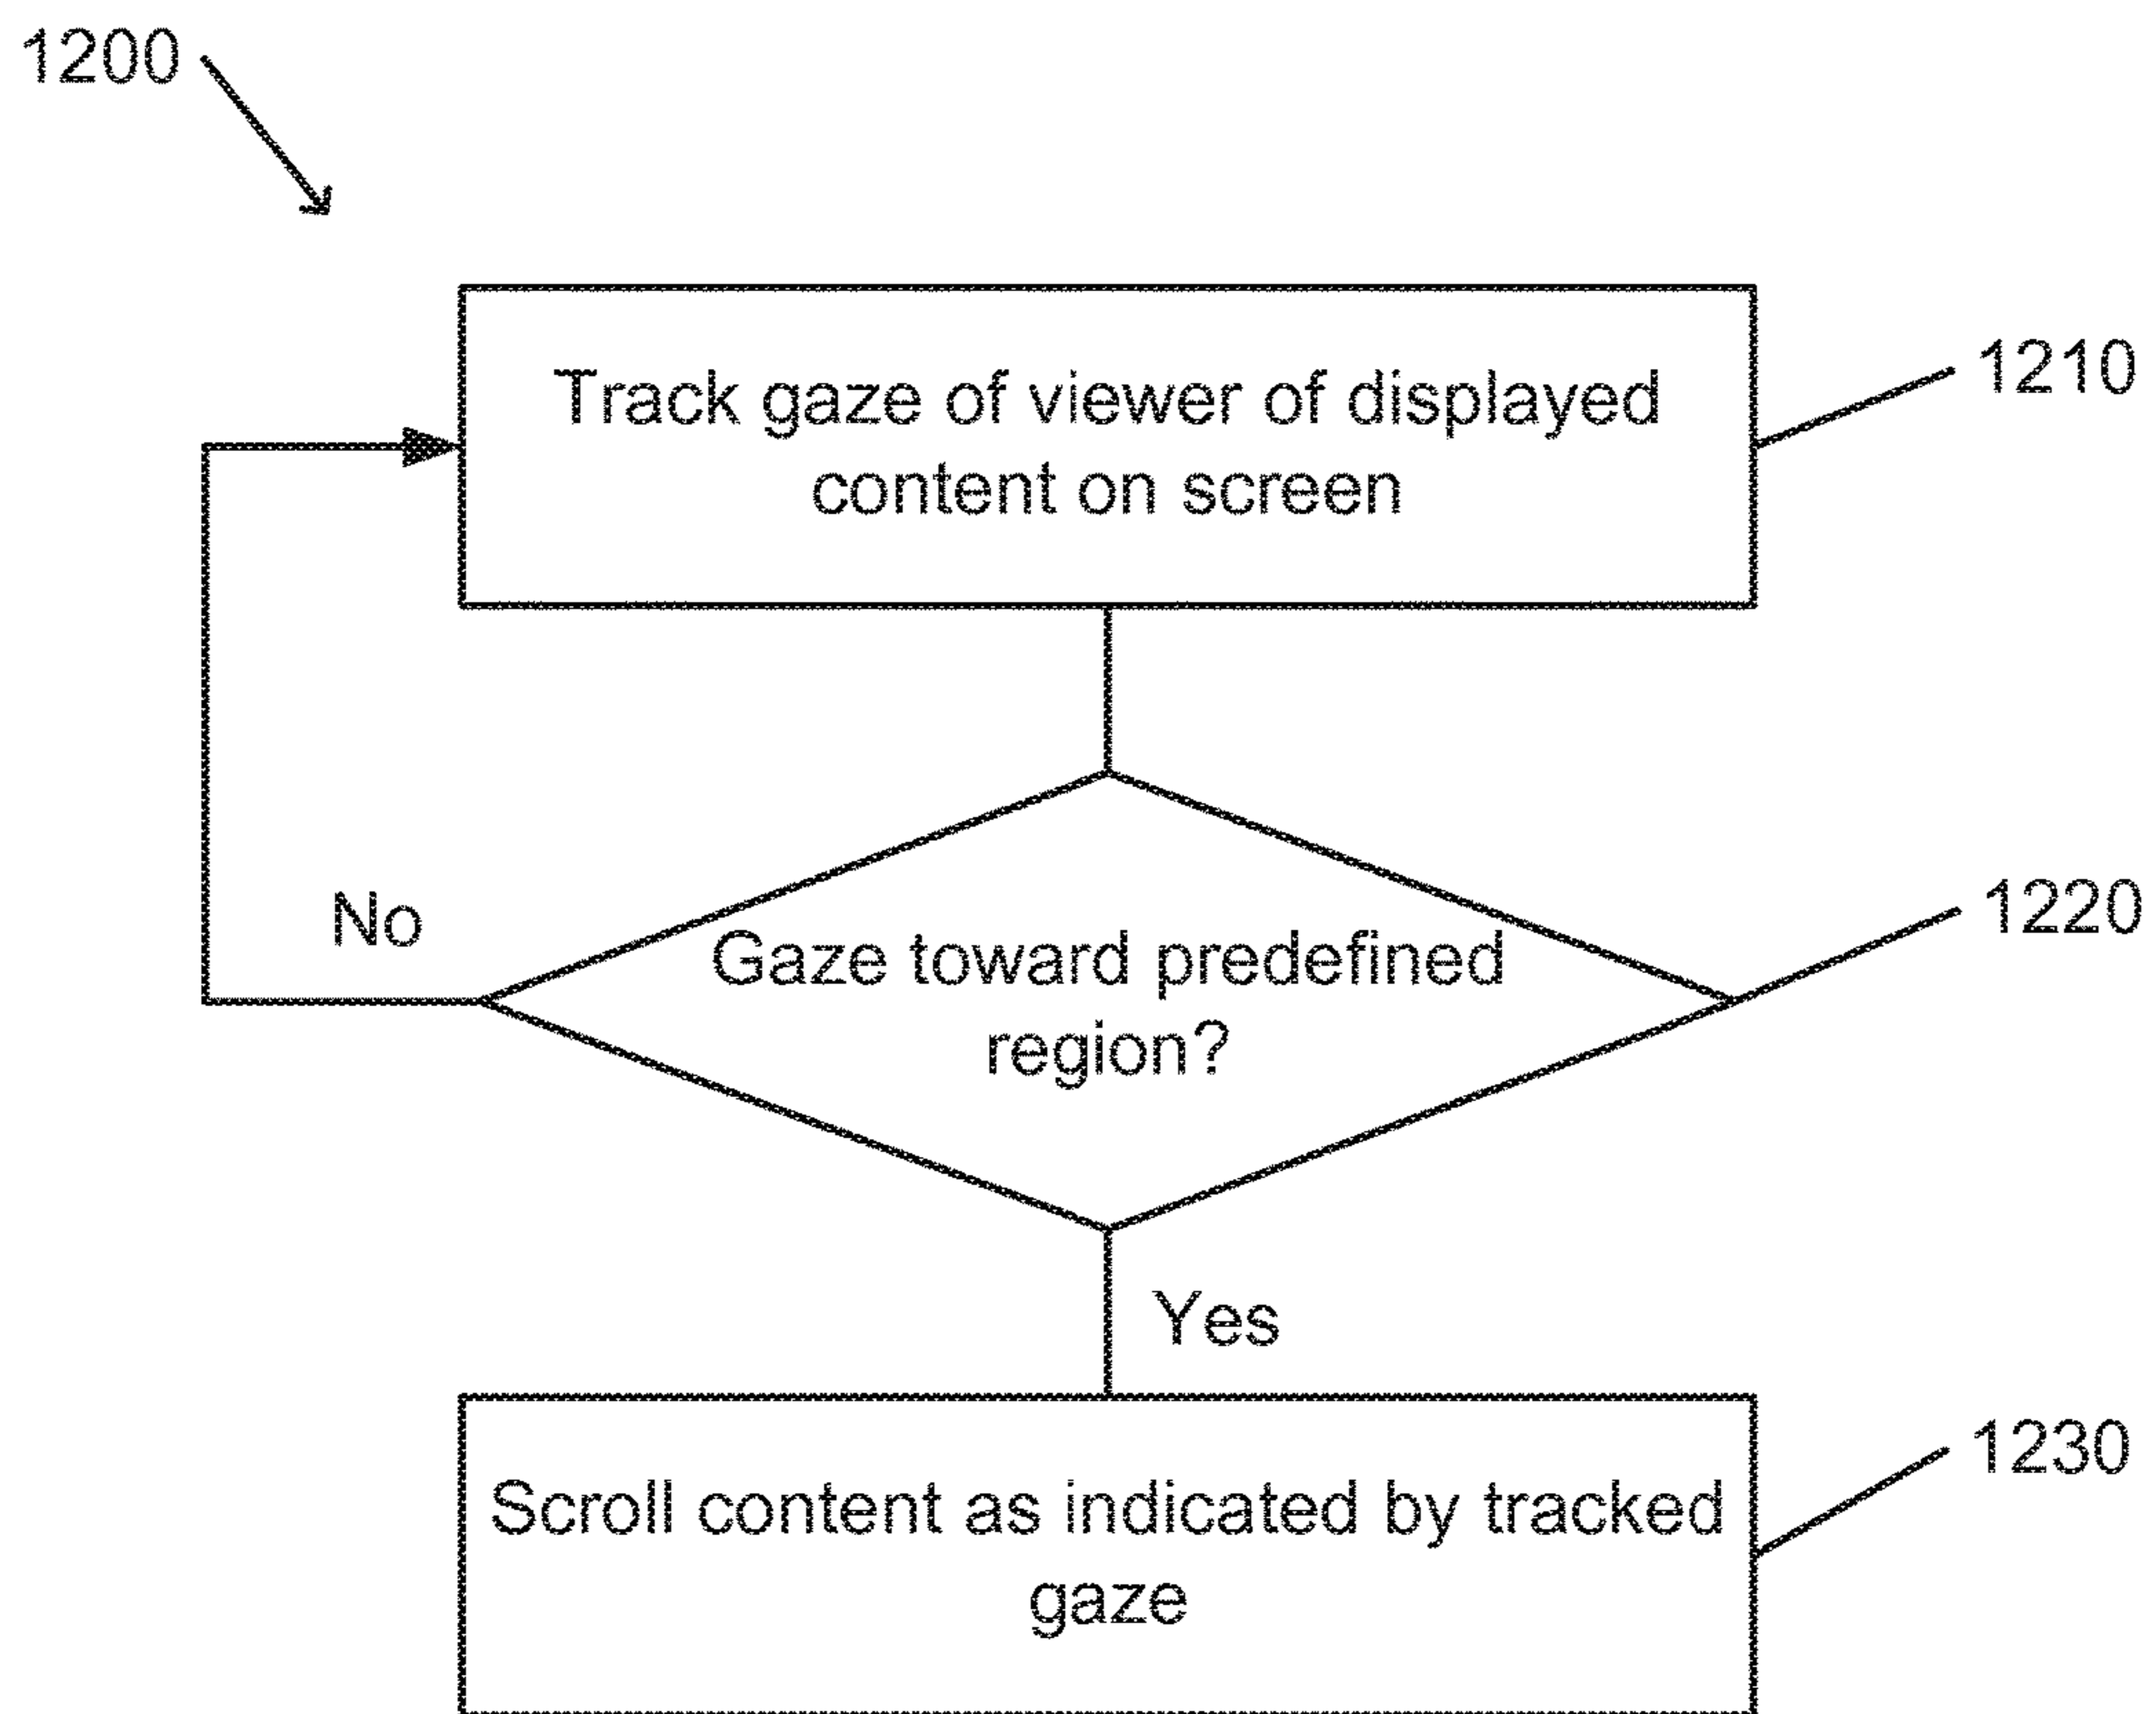 1200
Track gaze of viewer of displayed
content on screen
1210
No
Gaze toward predefined
region?
1220
Yes
Scroll content as indicated by tracked
gaze
1230